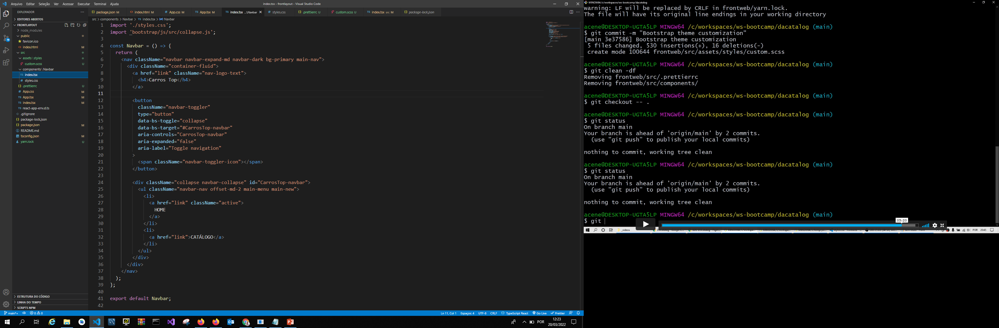 Arquivo Editar Seleção Ver Acessar Executar Terminal Ajuda
index.tsx - frontlayout - Visual Studio Code
EXPLORADOR
EDITORES ABERTOS
FRONTLAYOUT
node_modules
public
favicon.ico
index.html M
src
assets\styles
custom.scss U
components\Navbar
index.tsx
styles.css
.prettierrc U
App.css M
App.tsx M
index.tsx M
react-app-env.d.ts
.gitignore
package-lock.json
package.json M
README.md
tsconfig.json M
yarn.lock U
ESTRUTURA DO CÓDIGO
LINHA DO TEMPO
SCRIPTS NPM
package.json M index.html M App.css M App.tsx M index.tsx ...\Navbar styles.css .prettierrc U custom.scss U index.tsx src M package-lock.json
src > components > Navbar > index.tsx > Navbar
1 import './styles.css';
2 import 'bootstrap/js/src/collapse.js';
3
4 const Navbar = () => {
5 return (
6 <nav className="navbar navbar-expand-md navbar-dark bg-primary main-nav">
7 <div className="container-fluid">
8 <a href="link" className="nav-logo-text">
9 <h4>Carros Top</h4>
10 </a>
11
12 <button
13 className="navbar-toggler"
14 type="button"
15 data-bs-toggle="collapse"
16 data-bs-target="#CarrosTop-navbar"
17 aria-controls="CarrosTop-navbar"
18 aria-expanded="false"
19 aria-label="Toggle navigation"
20 >
21 <span className="navbar-toggler-icon"></span>
22 </button>
23
24 <div className="collapse navbar-collapse" id="CarrosTop-navbar">
25 <ul className="navbar-nav offset-md-2 main-menu main-new">
26 <li>
27 <a href="link" className="active">
28 HOME
29 </a>
30 </li>
31 <li>
32 <a href="link">CATÁLOGO</a>
33 </li>
34 </ul>
35 </div>
36 </div>
37 </nav>
38 );
39 };
40
41 export default Navbar;
42
main*+ 0 0 Ln 11, Col 1 Espaços: 4 UTF-8 CRLF TypeScript React Go Live Prettier
POR 12:23
20/03/2022
MINGW64:/c/workspaces/ws-bootcamp/dacatalog
warning: LF will be replaced by CRLF in frontweb/yarn.lock.
The file will have its original line endings in your working directory
acene@DESKTOP-UGTA5LP MINGW64 /c/workspaces/ws-bootcamp/dacatalog (main)
$ git commit -m "Bootstrap theme customization"
[main 3e37586] Bootstrap theme customization
5 files changed, 530 insertions(+), 16 deletions(-)
create mode 100644 frontweb/src/assets/styles/custom.scss
acene@DESKTOP-UGTA5LP MINGW64 /c/workspaces/ws-bootcamp/dacatalog (main)
$ git clean -df
Removing frontweb/src/.prettierrc
Removing frontweb/src/components/
acene@DESKTOP-UGTA5LP MINGW64 /c/workspaces/ws-bootcamp/dacatalog (main)
$ git checkout -- .
acene@DESKTOP-UGTA5LP MINGW64 /c/workspaces/ws-bootcamp/dacatalog (main)
$ git status
On branch main
Your branch is ahead of 'origin/main' by 2 commits.
(use "git push" to publish your local commits)
nothing to commit, working tree clean
acene@DESKTOP-UGTA5LP MINGW64 /c/workspaces/ws-bootcamp/dacatalog (main)
$ git status
On branch main
Your branch is ahead of 'origin/main' by 2 commits.
(use "git push" to publish your local commits)
nothing to commit, working tree clean
acene@DESKTOP-UGTA5LP MINGW64 /c/workspaces/ws-bootcamp/dacatalog (main)
$ git
05:20
_videos
POR 20:45